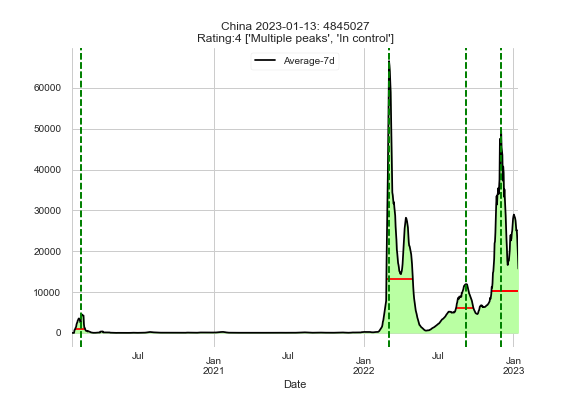 China 2023-01-13: 4845027
Rating:4 ['Multiple peaks', 'In control']
Average-7d
60000
50000
40000
30000
20000
10000
0
Jul
Jan
2021
Jul
Jan
2022
Jul
Jan
2023
Date